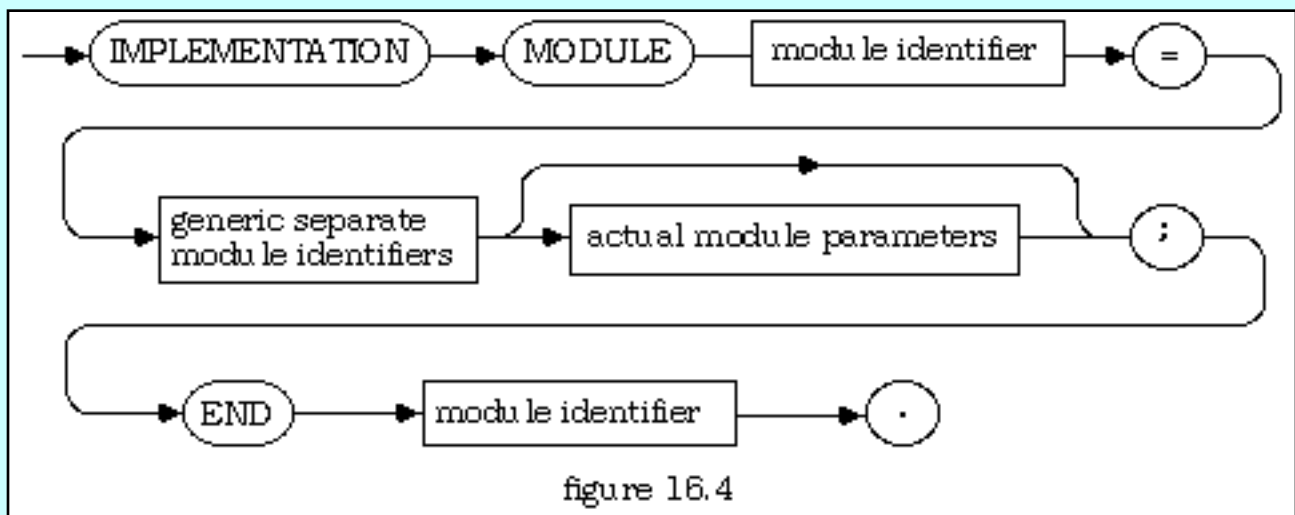 IMPLEMENTATION MODULE module identifier =
generic separate
module identifiers
actual module parameters ;
END module identifier .
figure 16.4